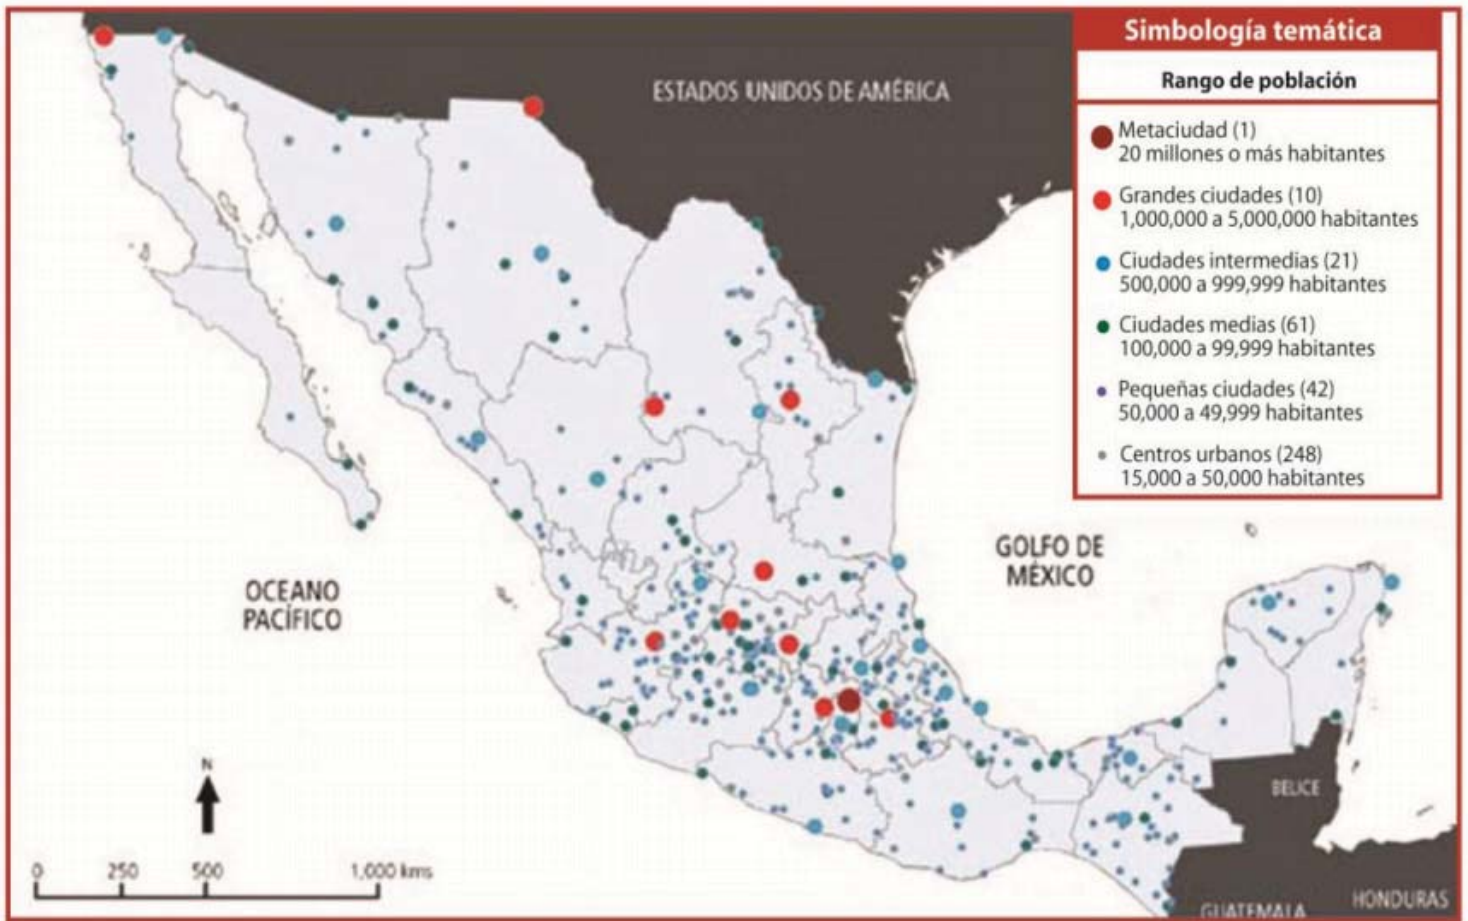 Simbología temática
Rango de población
Metaciudad (1)
20 millones o más habitantes
Grandes ciudades (10)
1,000,000 a 5,000,000 habitantes
Ciudades intermedias (21)
500,000 a 999,999 habitantes
Ciudades medias (61)
100,000 a 99,999 habitantes
Pequeñas ciudades (42)
50,000 a 49,999 habitantes
Centros urbanos (248)
15,000 a 50,000 habitantes
ESTADOS UNIDOS DE AMÉRICA
GOLFO DE
MÉXICO
OCEANO
PACÍFICO
N
0 250 500 1,000 kms
BELICE
GUATEMALA
HONDURAS